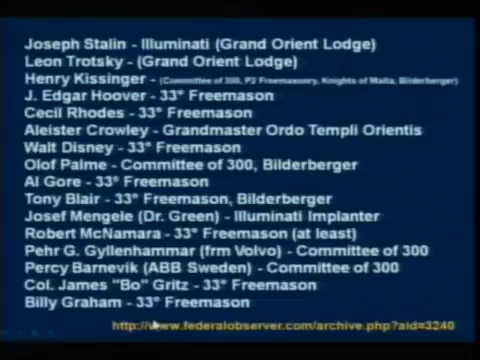 Joseph Stalin - Illuminati (Grand Orient Lodge)
Leon Trotsky - (Grand Orient Lodge)
Henry Kissinger - (Committee of 300, P2 Freemasonry, Knights of Malta, Bilderberger)
J. Edgar Hoover - 33° Freemason
Cecil Rhodes - 33° Freemason
Aleister Crowley - Grandmaster Ordo Templi Orientis
Walt Disney - 33° Freemason
Olof Palme - Committee of 300, Bilderberger
Al Gore - 33° Freemason
Tony Blair - 33° Freemason, Bilderberger
Josef Mengele (Dr. Green) - Illuminati Implanter
Robert McNamara - 33° Freemason (at least)
Pehr G. Gyllenhammar (frm Volvo) - Committee of 300
Percy Barnevik (ABB Sweden) - Committee of 300
Col. James "Bo" Gritz - 33° Freemason
Billy Graham - 33° Freemason
http://www.federalobserver.com/archive.php?aid=3240